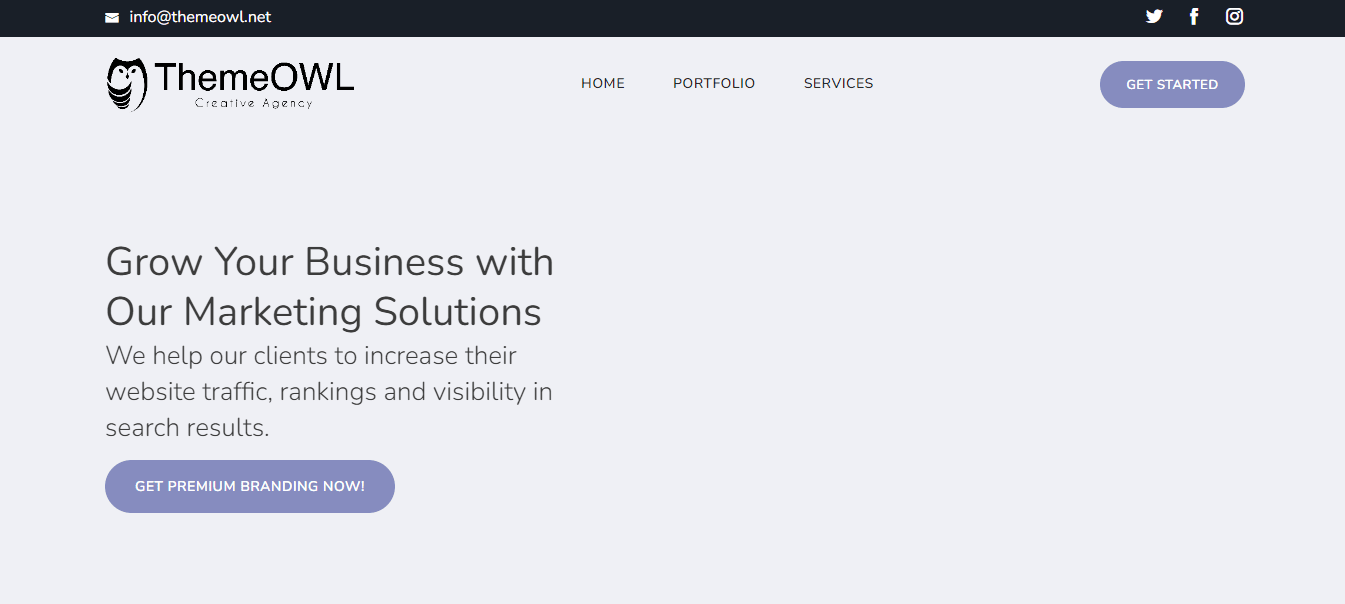 info@themeowl.net
ThemeOWL
Creative Agency
HOME PORTFOLIO SERVICES
GET STARTED
Grow Your Business with
Our Marketing Solutions
We help our clients to increase their
website traffic, rankings and visibility in
search results.
GET PREMIUM BRANDING NOW!